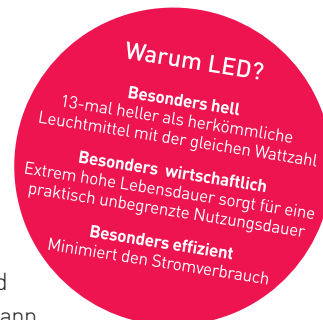 Warum LED?
Besonders hell
13-mal heller als herkömmliche
Leuchtmittel mit der gleichen Wattzahl
Besonders wirtschaftlich
Extrem hohe Lebensdauer sorgt für eine
praktisch unbegrenzte Nutzungsdauer
Besonders effizient
Minimiert den Stromverbrauch